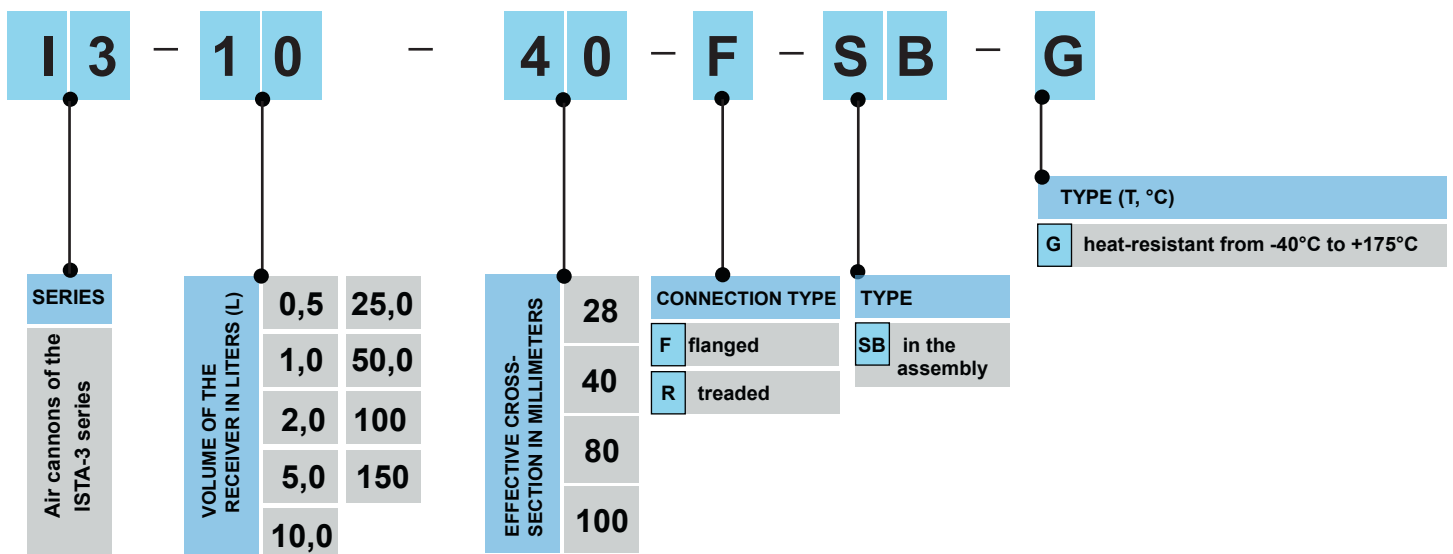 I3 – 10 – 40 – F – SB – G
TYPE (T, °C)
G heat-resistant from -40°C to +175°C
SERIES
Air cannons of the
ISTA-3 series
VOLUME OF THE
RECEIVER IN LITERS (L)
0,5 25,0
1,0 50,0
2,0 100
5,0 150
10,0
EFFECTIVE CROSS-
SECTION IN MILLIMETERS
28
40
80
100
CONNECTION TYPE
F flanged
R treaded
TYPE
SB in the
assembly